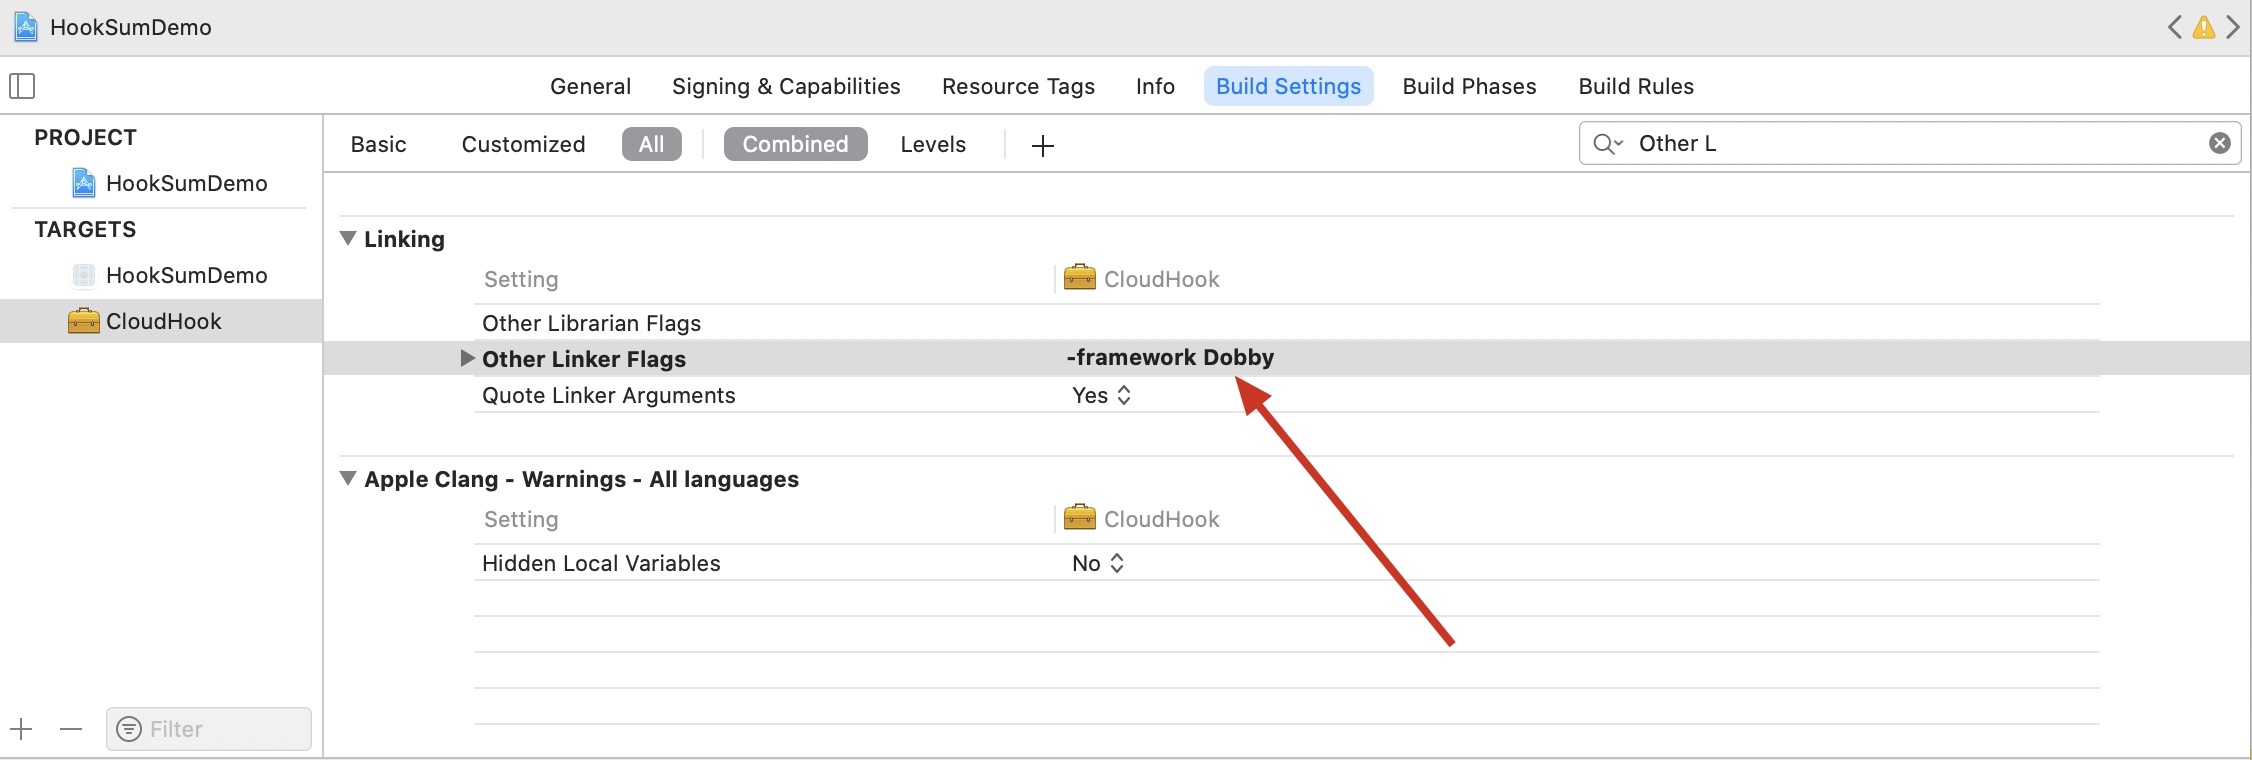 HookSumDemo
General Signing & Capabilities Resource Tags Info Build Settings Build Phases Build Rules
PROJECT
HookSumDemo
TARGETS
HookSumDemo
CloudHook
Filter
Basic Customized All Combined Levels
Other L
Linking
Setting CloudHook
Other Librarian Flags
Other Linker Flags -framework Dobby
Quote Linker Arguments Yes
Apple Clang - Warnings - All languages
Setting CloudHook
Hidden Local Variables No